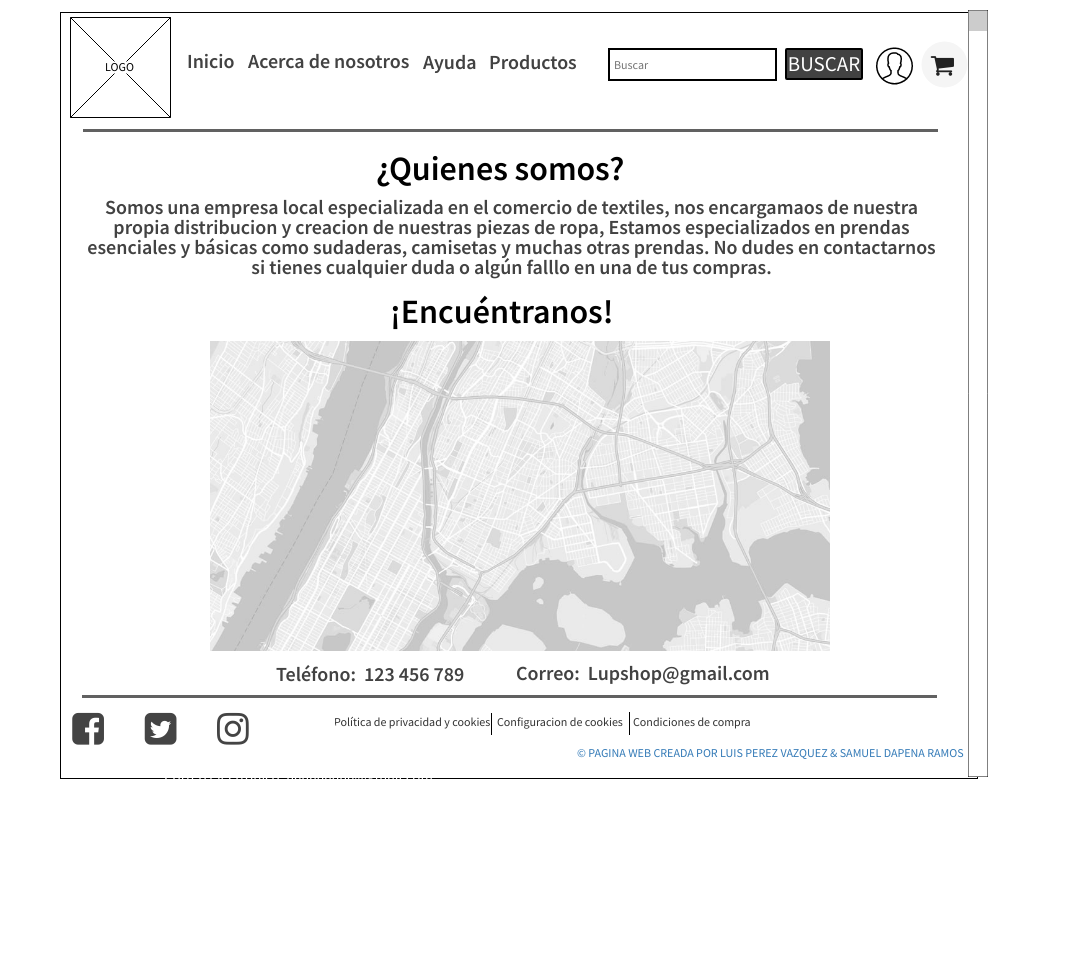 LOGO
Inicio Acerca de nosotros Ayuda Productos Buscar BUSCAR
¿Quienes somos?
Somos una empresa local especializada en el comercio de textiles, nos encargamaos de nuestra
propia distribucion y creacion de nuestras piezas de ropa, Estamos especializados en prendas
esenciales y básicas como sudaderas, camisetas y muchas otras prendas. No dudes en contactarnos
si tienes cualquier duda o algún falllo en una de tus compras.
¡Encuéntranos!
Teléfono: 123 456 789 Correo: Lupshop@gmail.com
Política de privacidad y cookies Configuracion de cookies Condiciones de compra
© PAGINA WEB CREADA POR LUIS PEREZ VAZQUEZ & SAMUEL DAPENA RAMOS